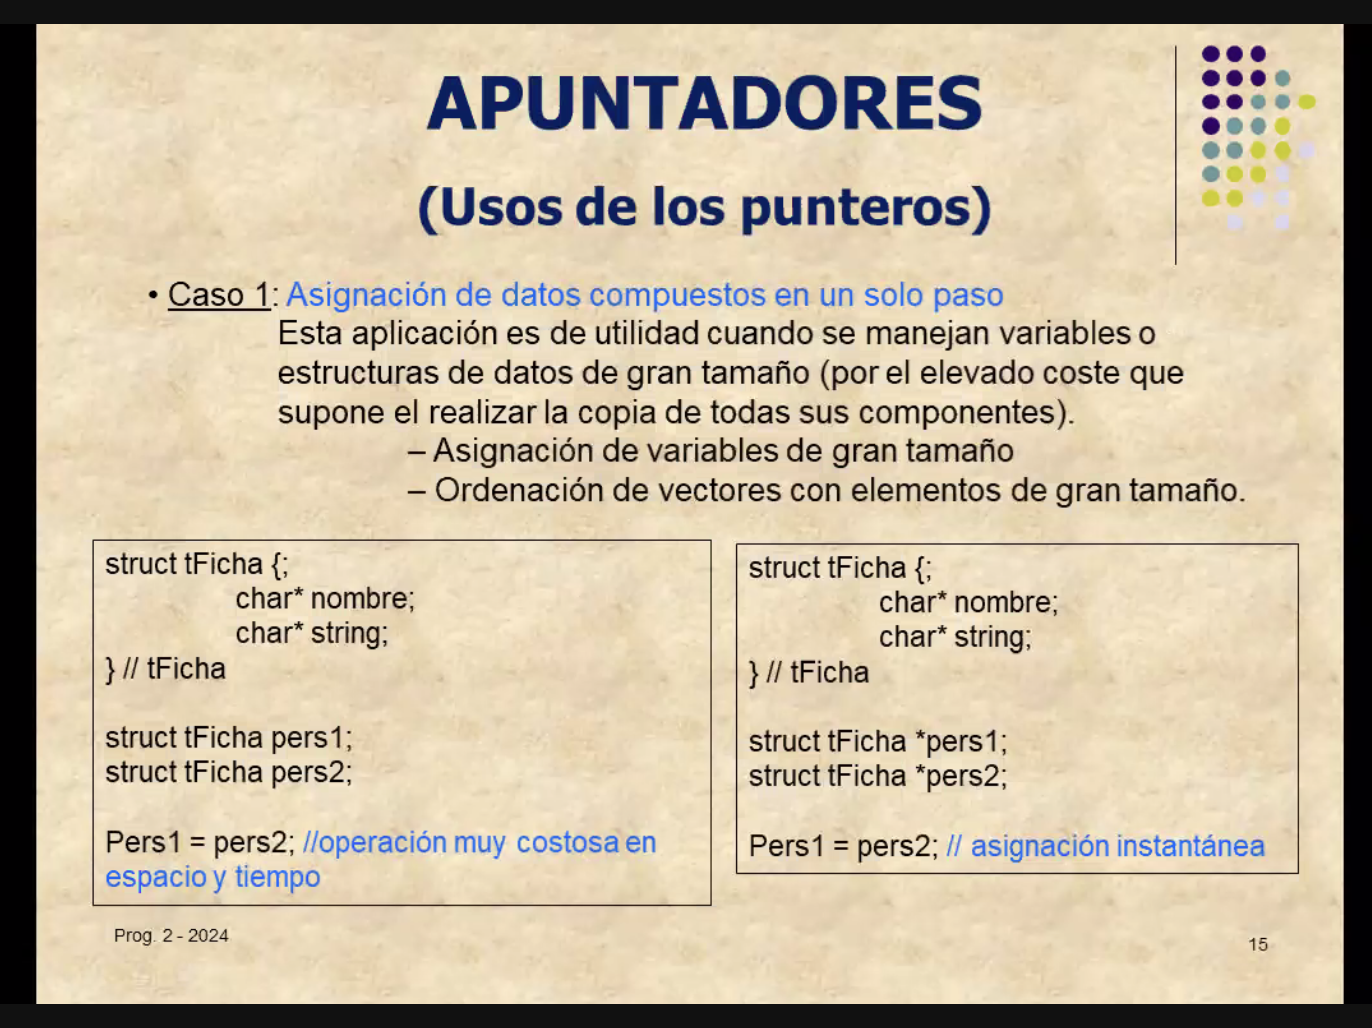 APUNTADORES
(Usos de los punteros)
• Caso 1: Asignación de datos compuestos en un solo paso
Esta aplicación es de utilidad cuando se manejan variables o
estructuras de datos de gran tamaño (por el elevado coste que
supone el realizar la copia de todas sus componentes).
– Asignación de variables de gran tamaño
– Ordenación de vectores con elementos de gran tamaño.
struct tFicha {;
char* nombre;
char* string;
} // tFicha
struct tFicha pers1;
struct tFicha pers2;
Pers1 = pers2; //operación muy costosa en
espacio y tiempo
struct tFicha {;
char* nombre;
char* string;
} // tFicha
struct tFicha *pers1;
struct tFicha *pers2;
Pers1 = pers2; // asignación instantánea
Prog. 2 - 2024
15